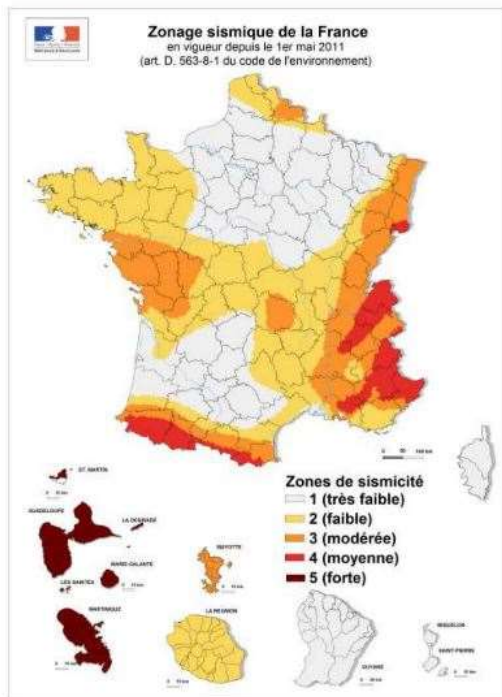 Zonage sismique de la France
en vigueur depuis le 1er mai 2011
(art. D. 563-8-1 du code de l'environnement)
Zones de sismicité
1 (très faible)
2 (faible)
3 (modérée)
4 (moyenne)
5 (forte)
ST. MARTIN
GUADELOUPE
LA DESIRADE
MARIE-GALANTE
LES SAINTES
MARTINIQUE
MAYOTTE
LA REUNION
GUYANE
MIQUELON
SAINT-PIERRE